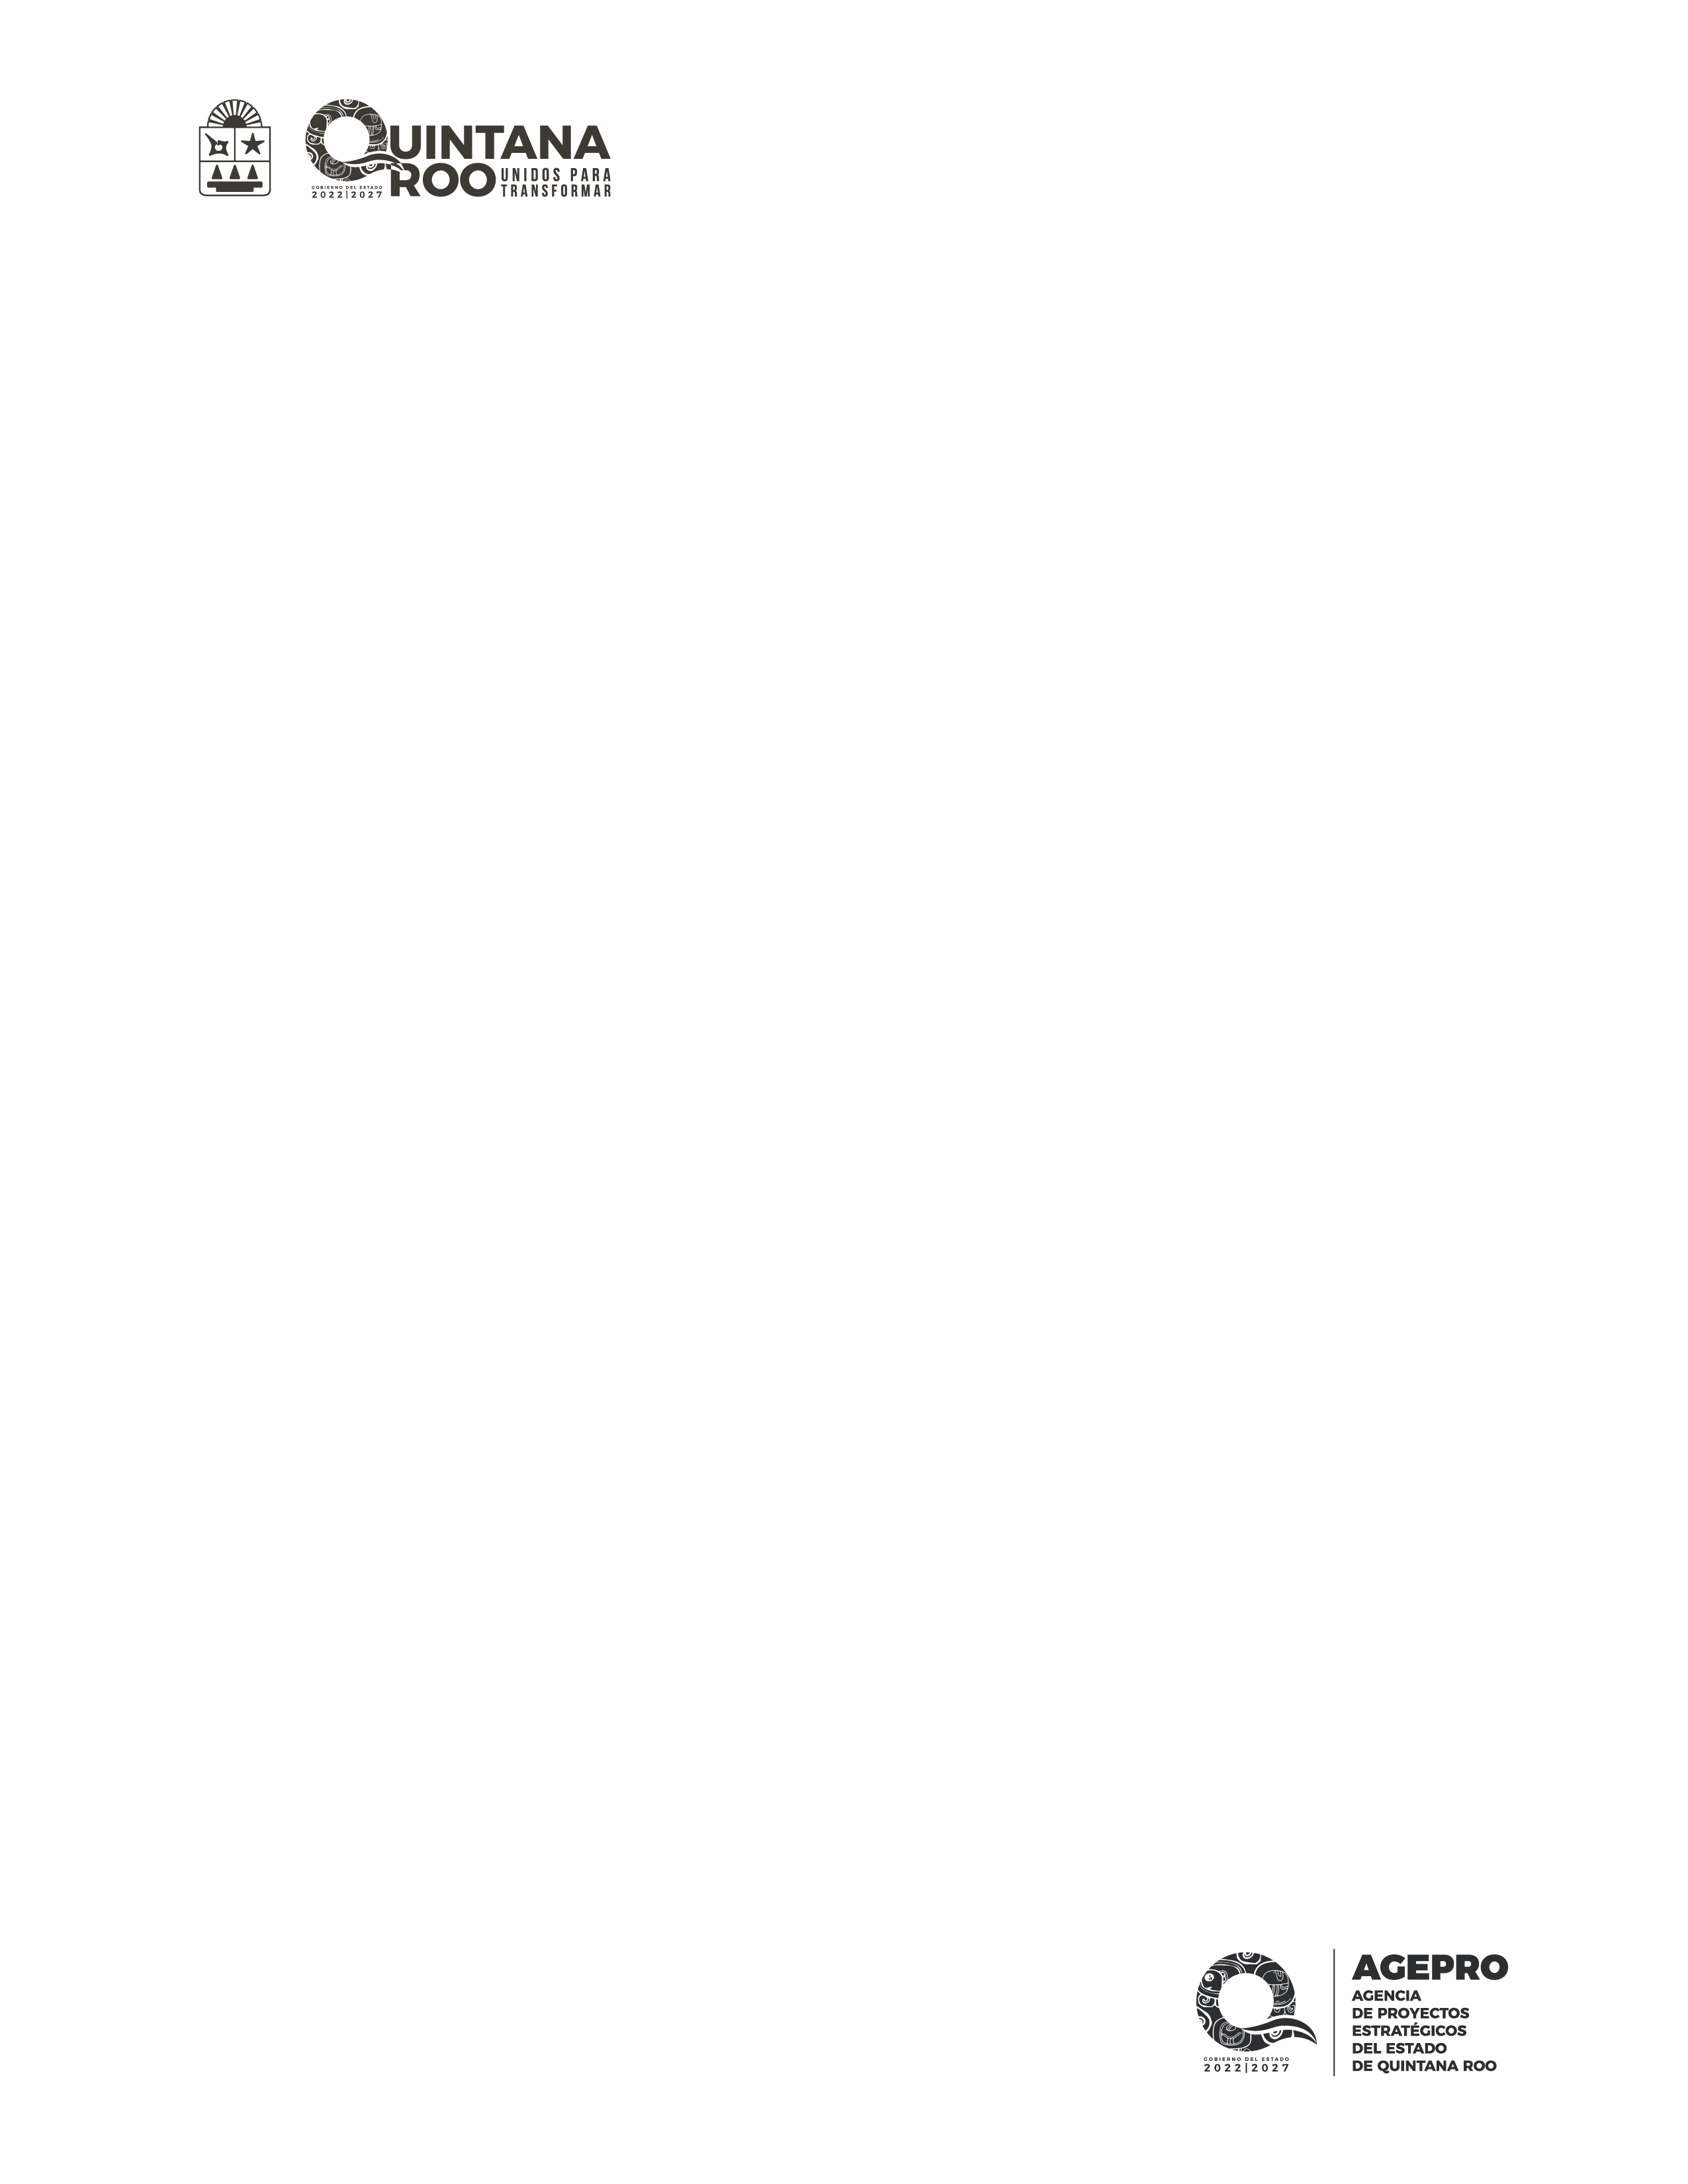 QUINTANA
ROO UNIDOS PARA
TRANSFORMAR
GOBIERNO DEL ESTADO
2022|2027
AGEPRO
AGENCIA
DE PROYECTOS
ESTRATÉGICOS
DEL ESTADO
DE QUINTANA ROO
GOBIERNO DEL ESTADO
2022|2027